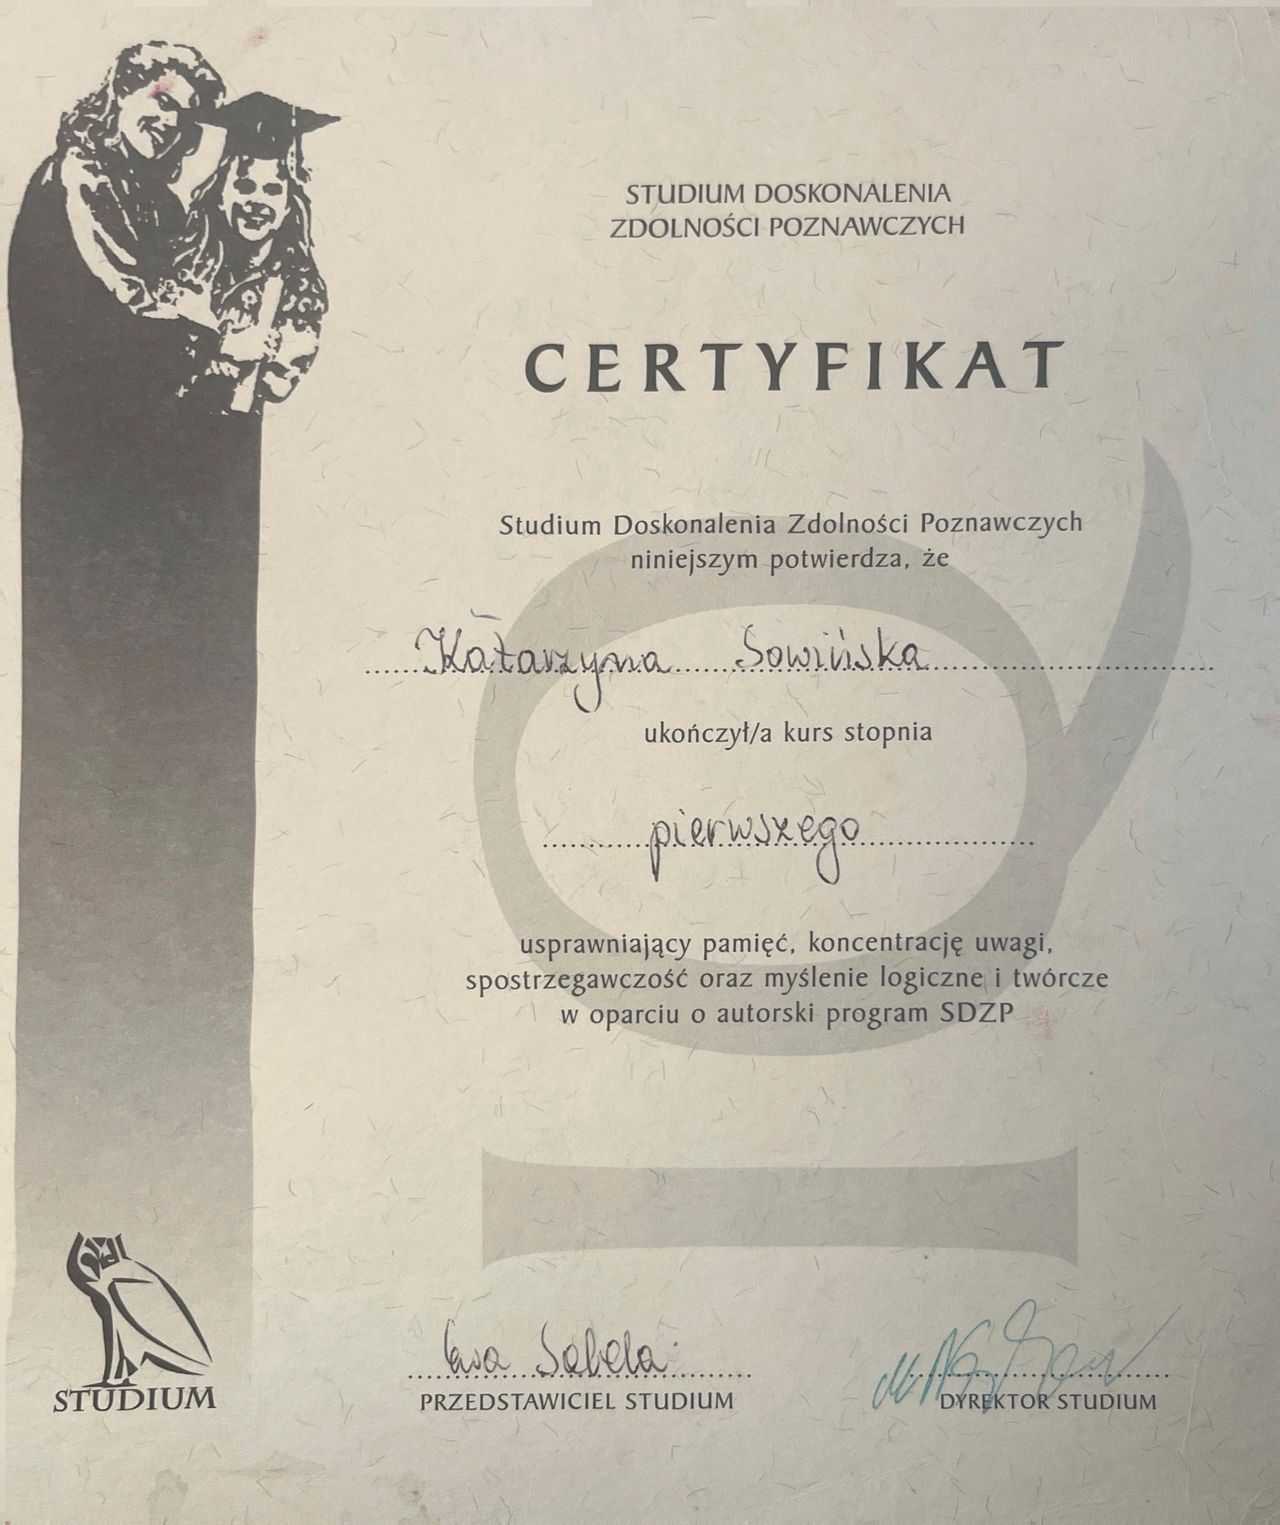 STUDIUM DOSKONALENIA
ZDOLNOŚCI POZNAWCZYCH
CERTYFIKAT
Studium Doskonalenia Zdolności Poznawczych
niniejszym potwierdza, że
Katarzyna Sowińska
ukończył/a kurs stopnia
pierwszego
usprawniający pamięć, koncentrację uwagi,
spostrzegawczość oraz myślenie logiczne i twórcze
w oparciu o autorski program SDZP
IQ
Ewa Sobela
PRZEDSTAWICIEL STUDIUM
DYREKTOR STUDIUM
STUDIUM